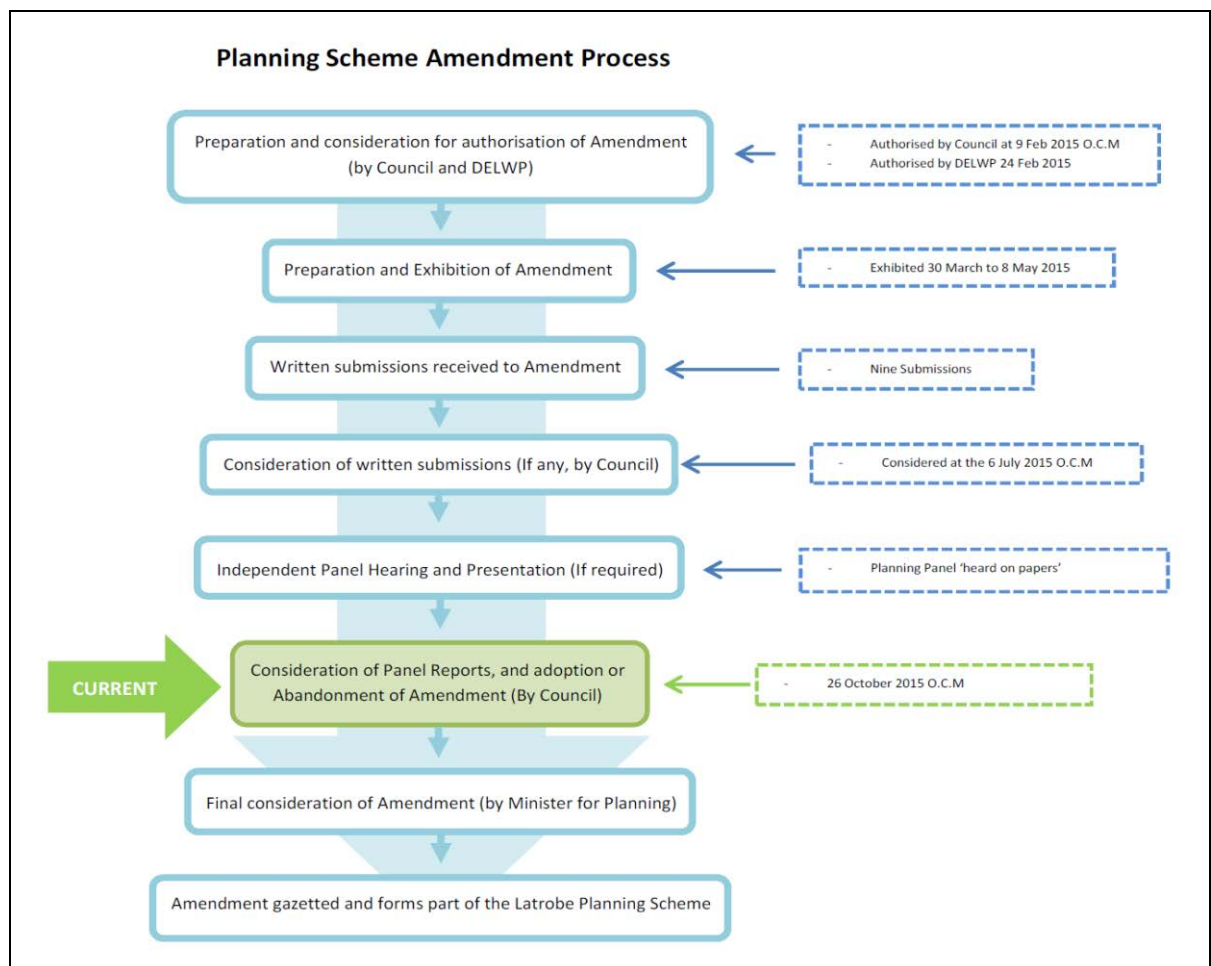 Planning Scheme Amendment Process
Preparation and consideration for authorisation of Amendment
(by Council and DELWP)
- Authorised by Council at 9 Feb 2015 O.C.M
- Authorised by DELWP 24 Feb 2015
Preparation and Exhibition of Amendment
- Exhibited 30 March to 8 May 2015
Written submissions received to Amendment
- Nine Submissions
Consideration of written submissions (If any, by Council)
- Considered at the 6 July 2015 O.C.M
Independent Panel Hearing and Presentation (If required)
- Planning Panel ‘heard on papers’
CURRENT
Consideration of Panel Reports, and adoption or
Abandonment of Amendment (By Council)
- 26 October 2015 O.C.M
Final consideration of Amendment (by Minister for Planning)
Amendment gazetted and forms part of the Latrobe Planning Scheme